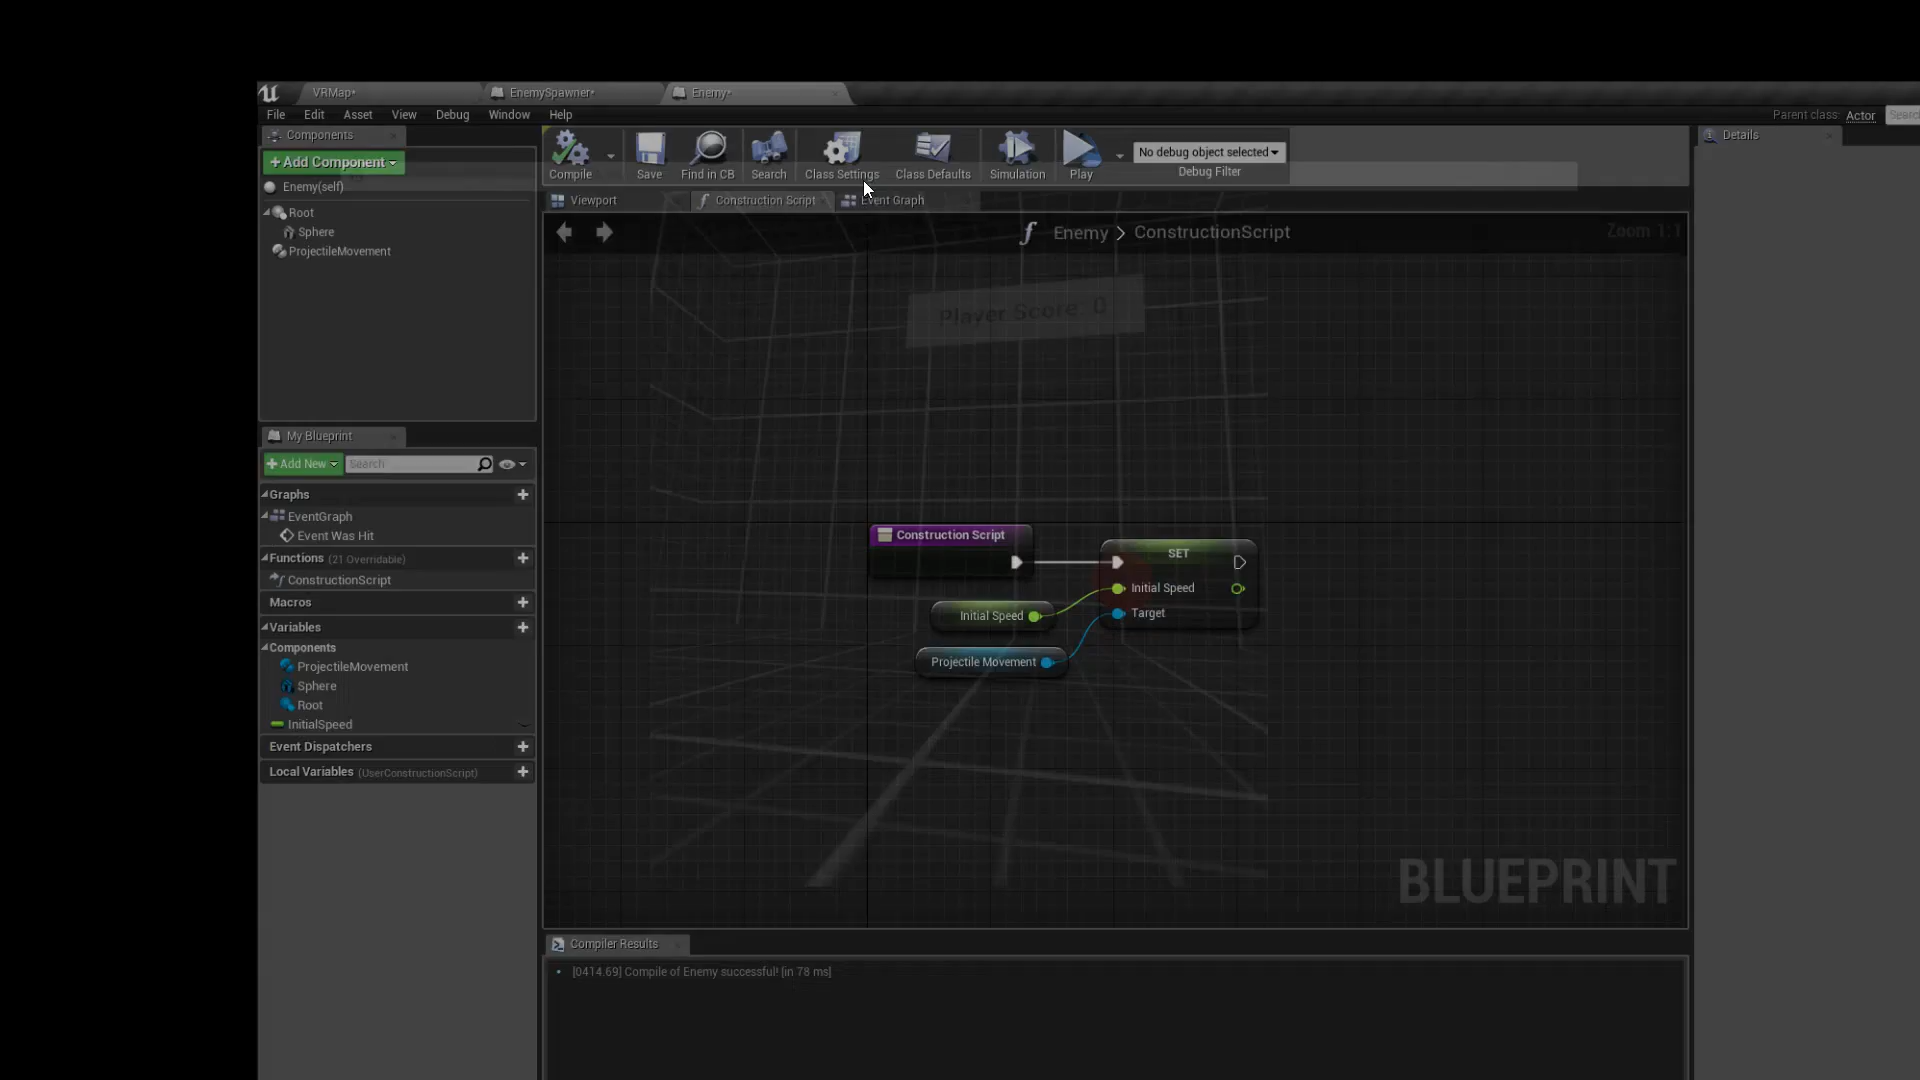 VRMap*
EnemySpawner*
Enemy*
File Edit Asset View Debug Window Help
Parent class: Actor
Search
Components
Details
+Add Component
Compile
Save
Find in CB
Search
Class Settings
Class Defaults
Simulation
Play
No debug object selected
Debug Filter
Enemy(self)
Root
Sphere
ProjectileMovement
Viewport
Construction Script
Event Graph
Enemy > ConstructionScript
Zoom 1:1
Player Score 0
My Blueprint
+Add New
Search
Graphs
EventGraph
Event Was Hit
Functions (21 Overridable)
ConstructionScript
Macros
Variables
Components
ProjectileMovement
Sphere
Root
InitialSpeed
Event Dispatchers
Local Variables (UserConstructionScript)
Construction Script
SET
Initial Speed
Target
Initial Speed
Projectile Movement
BLUEPRINT
Compiler Results
[0414.69] Compile of Enemy successful! [in 78 ms]